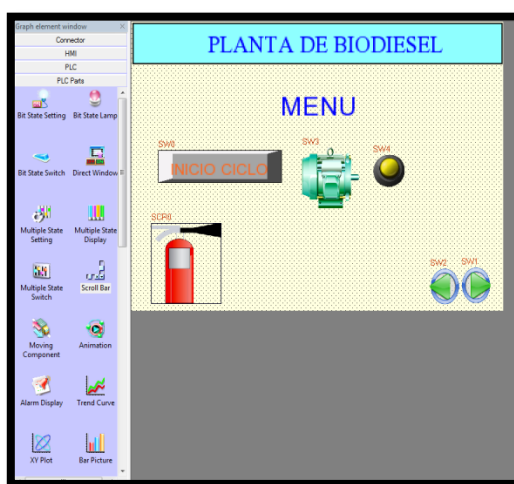 Graph element window
Connector
HMI
PLC
PLC Parts
Bit State Setting Bit State Lamp
Bit State Switch Direct Window
Multiple State Setting Multiple State Display
Multiple State Switch Scroll Bar
Moving Component Animation
Alarm Display Trend Curve
XY Plot Bar Picture
PLANTA DE BIODIESEL
MENU
SW0
INICIO CICLO
SW3
SW4
SCR0
SW2 SW1